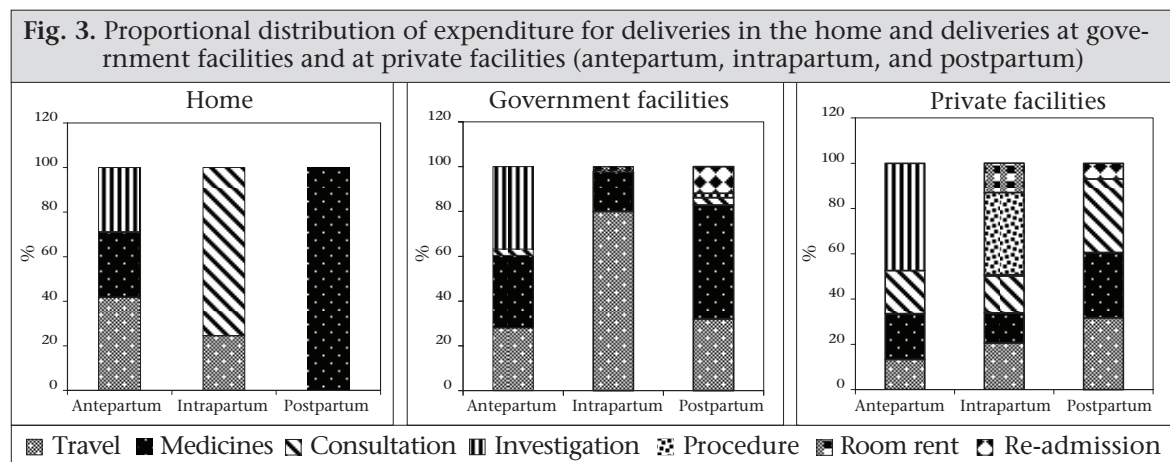 Fig. 3. Proportional distribution of expenditure for deliveries in the home and deliveries at gove-
rnment facilities and at private facilities (antepartum, intrapartum, and postpartum)
Home
120
100
80
60
40
20
0
%
Antepartum Intrapartum Postpartum
Government facilities
120
100
80
60
40
20
0
%
Antepartum Intrapartum Postpartum
Private facilities
120
100
80
60
40
20
0
%
Antepartum Intrapartum Postpartum
Travel Medicines Consultation Investigation Procedure Room rent Re-admission